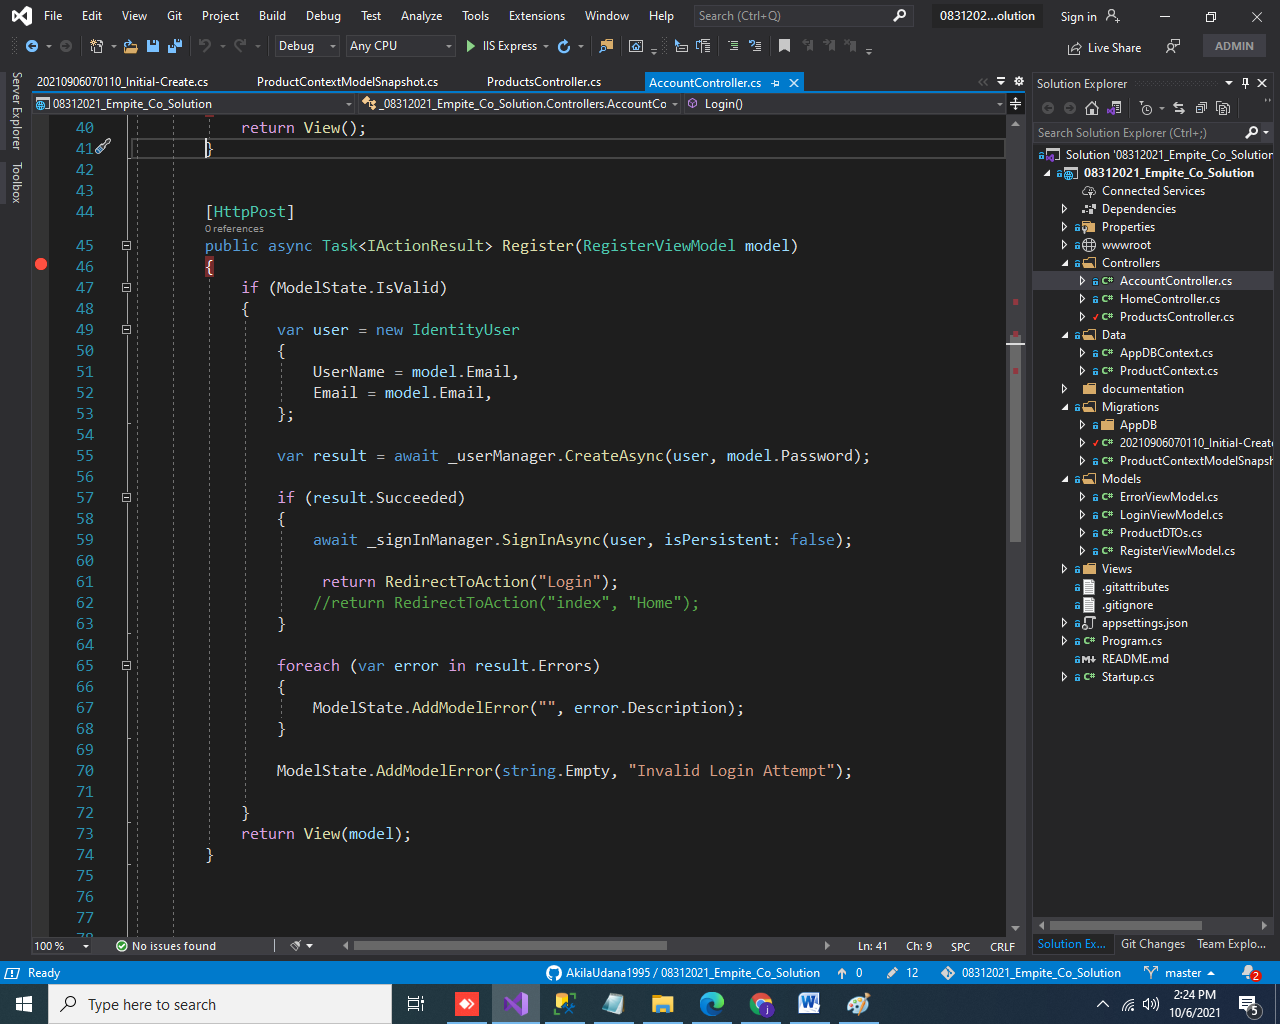 File Edit View Git Project Build Debug Test Analyze Tools Extensions Window Help Search (Ctrl+Q) 0831202...olution Sign in
Debug Any CPU IIS Express Live Share ADMIN
20210906070110_Initial-Create.cs ProductContextModelSnapshot.cs ProductsController.cs AccountController.cs
08312021_Empite_Co_Solution _08312021_Empite_Co_Solution.Controllers.AccountCo Login()
Server Explorer
Toolbox
40 return View();
41 }
42
43
44 [HttpPost]
0 references
45 public async Task<IActionResult> Register(RegisterViewModel model)
46 {
47 if (ModelState.IsValid)
48 {
49 var user = new IdentityUser
50 {
51 UserName = model.Email,
52 Email = model.Email,
53 };
54
55 var result = await _userManager.CreateAsync(user, model.Password);
56
57 if (result.Succeeded)
58 {
59 await _signInManager.SignInAsync(user, isPersistent: false);
60
61 return RedirectToAction("Login");
62 //return RedirectToAction("index", "Home");
63 }
64
65 foreach (var error in result.Errors)
66 {
67 ModelState.AddModelError("", error.Description);
68 }
69
70 ModelState.AddModelError(string.Empty, "Invalid Login Attempt");
71
72 }
73 return View(model);
74 }
75
76
77
78
100 % No issues found Ln: 41 Ch: 9 SPC CRLF
Solution Explorer
Search Solution Explorer (Ctrl+;)
Solution '08312021_Empite_Co_Solution
08312021_Empite_Co_Solution
Connected Services
Dependencies
Properties
wwwroot
Controllers
C# AccountController.cs
C# HomeController.cs
C# ProductsController.cs
Data
C# AppDBContext.cs
C# ProductContext.cs
documentation
Migrations
AppDB
C# 20210906070110_Initial-Create
C# ProductContextModelSnapsh
Models
C# ErrorViewModel.cs
C# LoginViewModel.cs
C# ProductDTOs.cs
C# RegisterViewModel.cs
Views
.gitattributes
.gitignore
appsettings.json
C# Program.cs
README.md
C# Startup.cs
Solution Ex... Git Changes Team Explo...
Ready AkilaUdana1995 / 08312021_Empite_Co_Solution 0 12 08312021_Empite_Co_Solution master 2
Type here to search
2:24 PM
10/6/2021
5